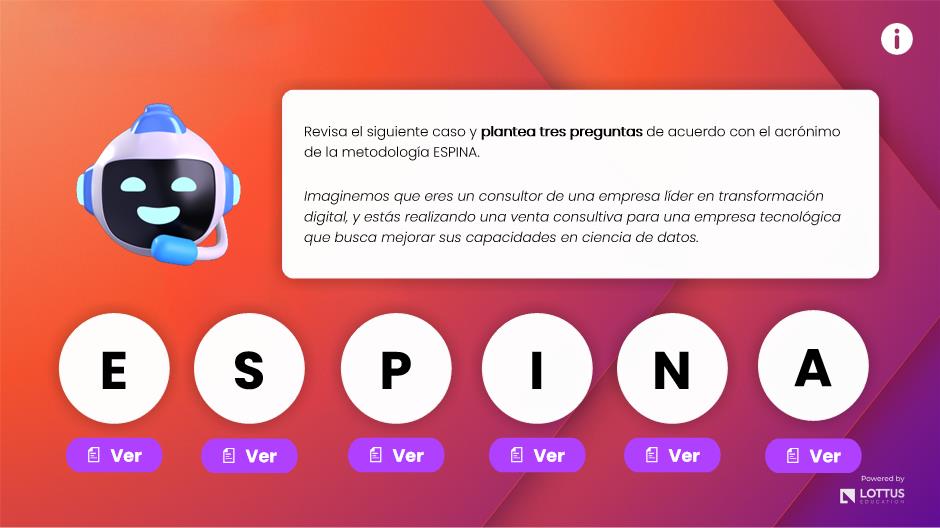 i
Revisa el siguiente caso y plantea tres preguntas de acuerdo con el acrónimo
de la metodología ESPINA.
Imaginemos que eres un consultor de una empresa líder en transformación
digital, y estás realizando una venta consultiva para una empresa tecnológica
que busca mejorar sus capacidades en ciencia de datos.
E S P I N A
Ver Ver Ver Ver Ver Ver
Powered by
LOTTUS
EDUCATION